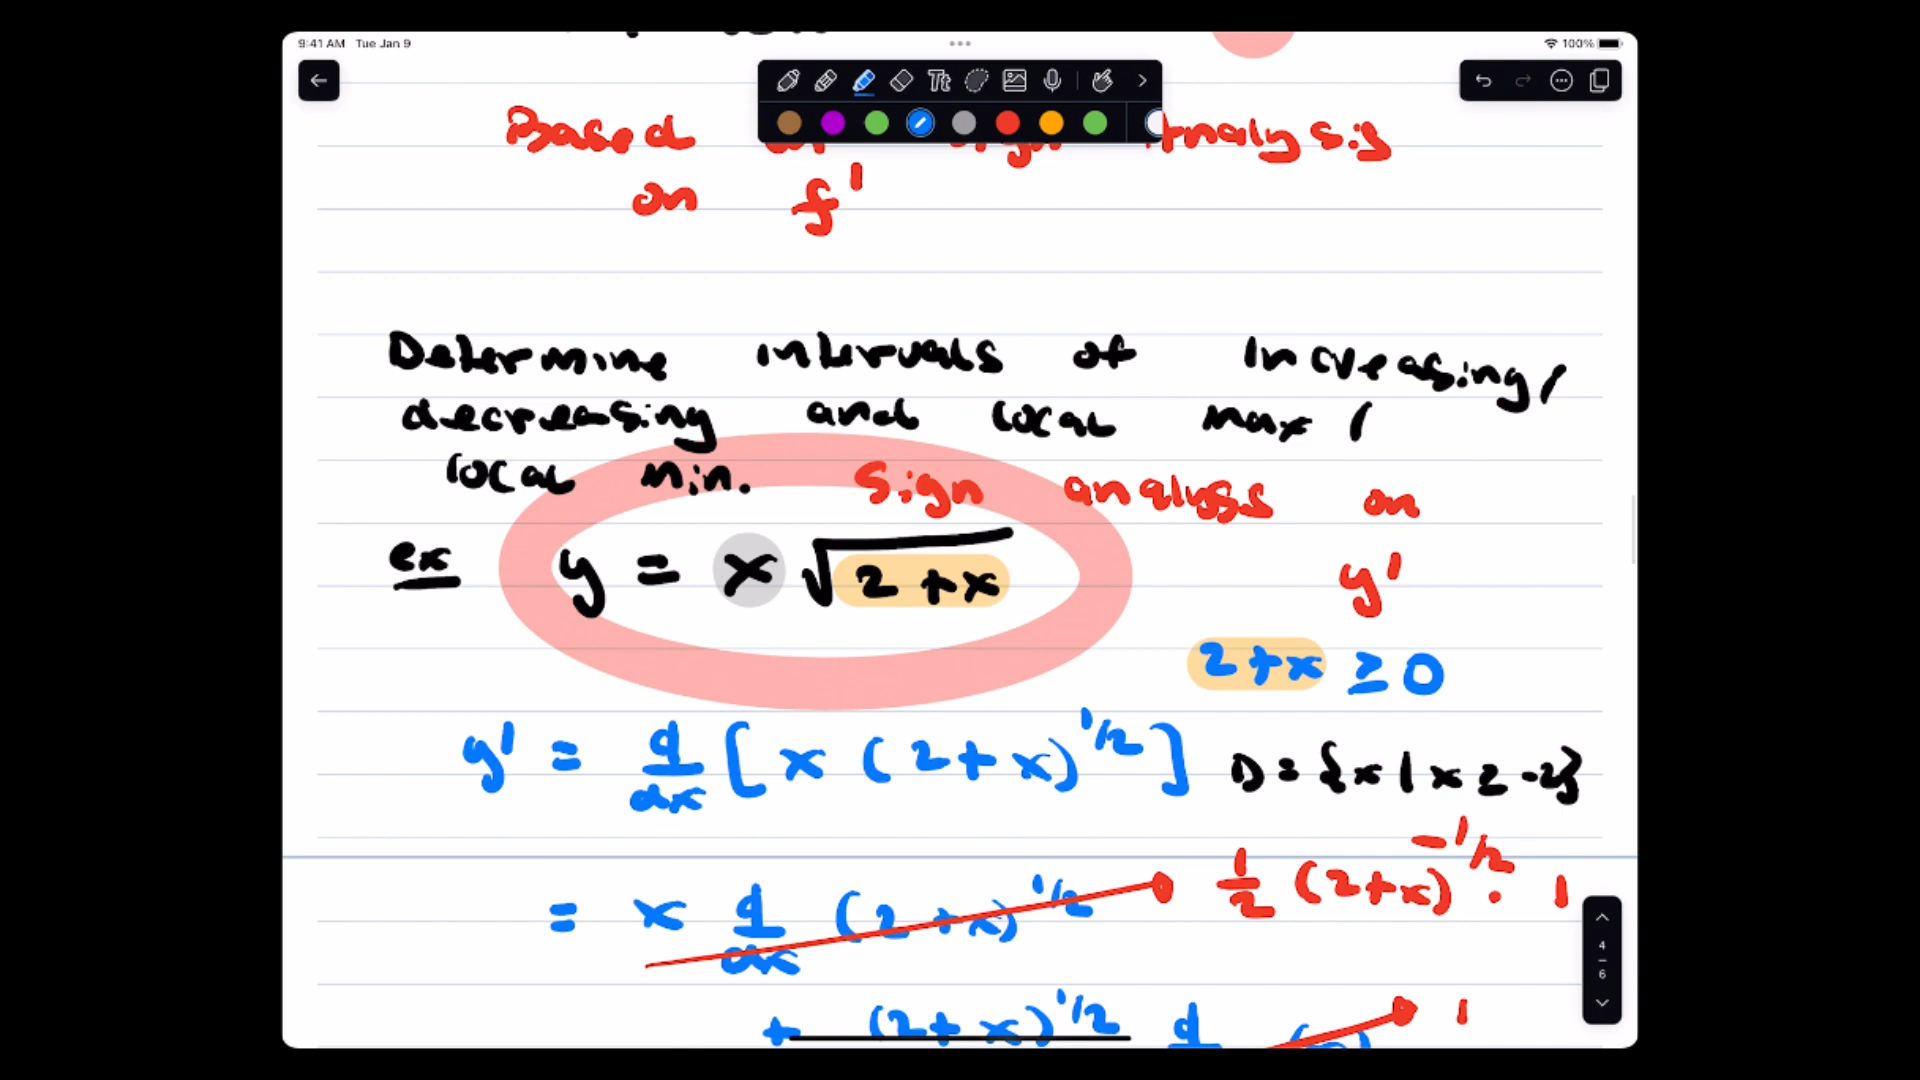 9:41 AM Tue Jan 9
100%
Based sign Analysis
on f'
Determine intervals of Increasing,
decreasing and local max /
local min. Sign analysis on
ex y = x √(2 + x) y'
2+x ≥ 0
y' = d/dx [ x (2+x)^1/2 ] D = {x | x ≥ -2}
= x d/dx (2+x)^1/2 1/2 (2+x)^-1/2 · 1
+ (2+x)^1/2 d 1
Tt
4
6